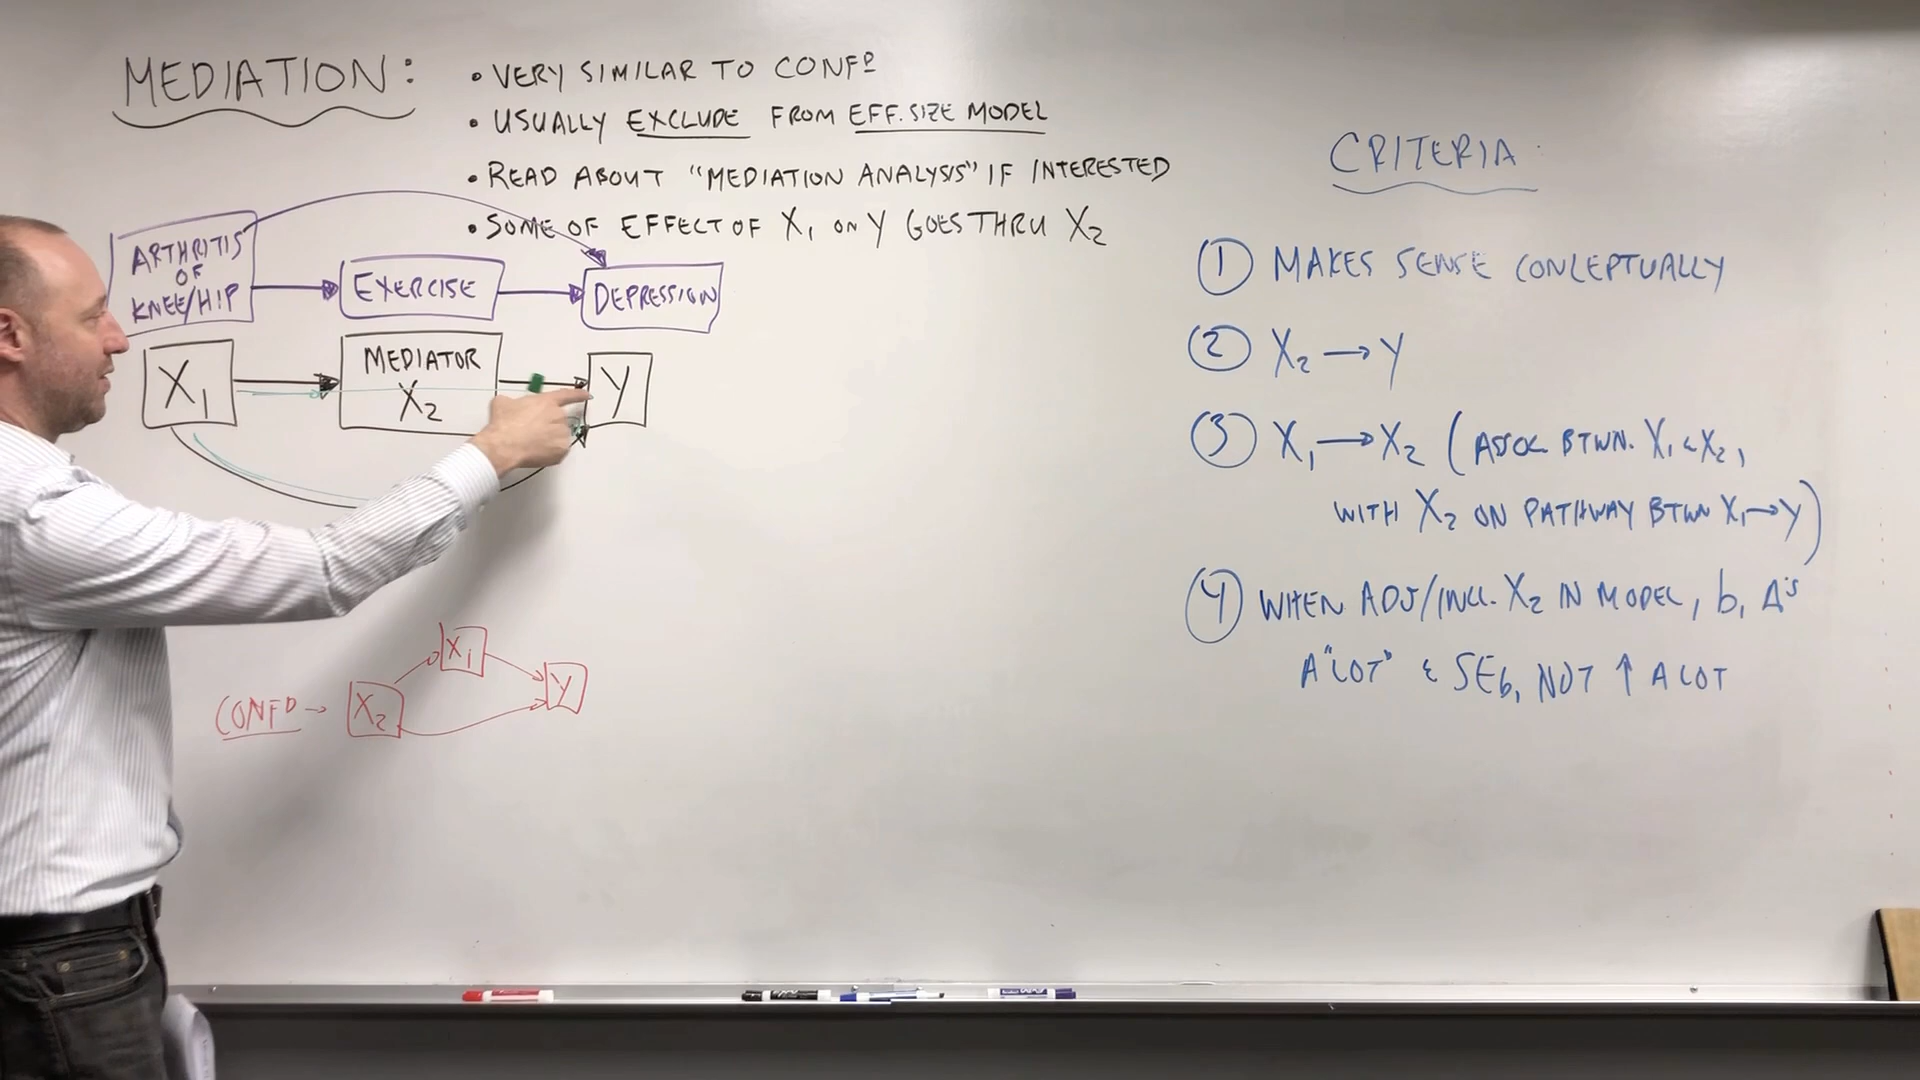 MEDIATION:
• VERY SIMILAR TO CONFD
• USUALLY EXCLUDE FROM EFF. SIZE MODEL
• READ ABOUT "MEDIATION ANALYSIS" IF INTERESTED
• SOME OF EFFECT OF X1 ON Y GOES THRU X2
ARTHRITIS
OF
KNEE/HIP
EXERCISE
DEPRESSION
X1
MEDIATOR
X2
Y
CONFD →
X2
X1
Y
CRITERIA:
① MAKES SENSE CONCEPTUALLY
② X2 → Y
③ X1 → X2 (ASSOC BTWN. X1 & X2,
WITH X2 ON PATHWAY BTWN X1 → Y)
④ WHEN ADJ/INCL. X2 IN MODEL, b1 Δ's
A "LOT" & SEb1 NOT ↑ A LOT